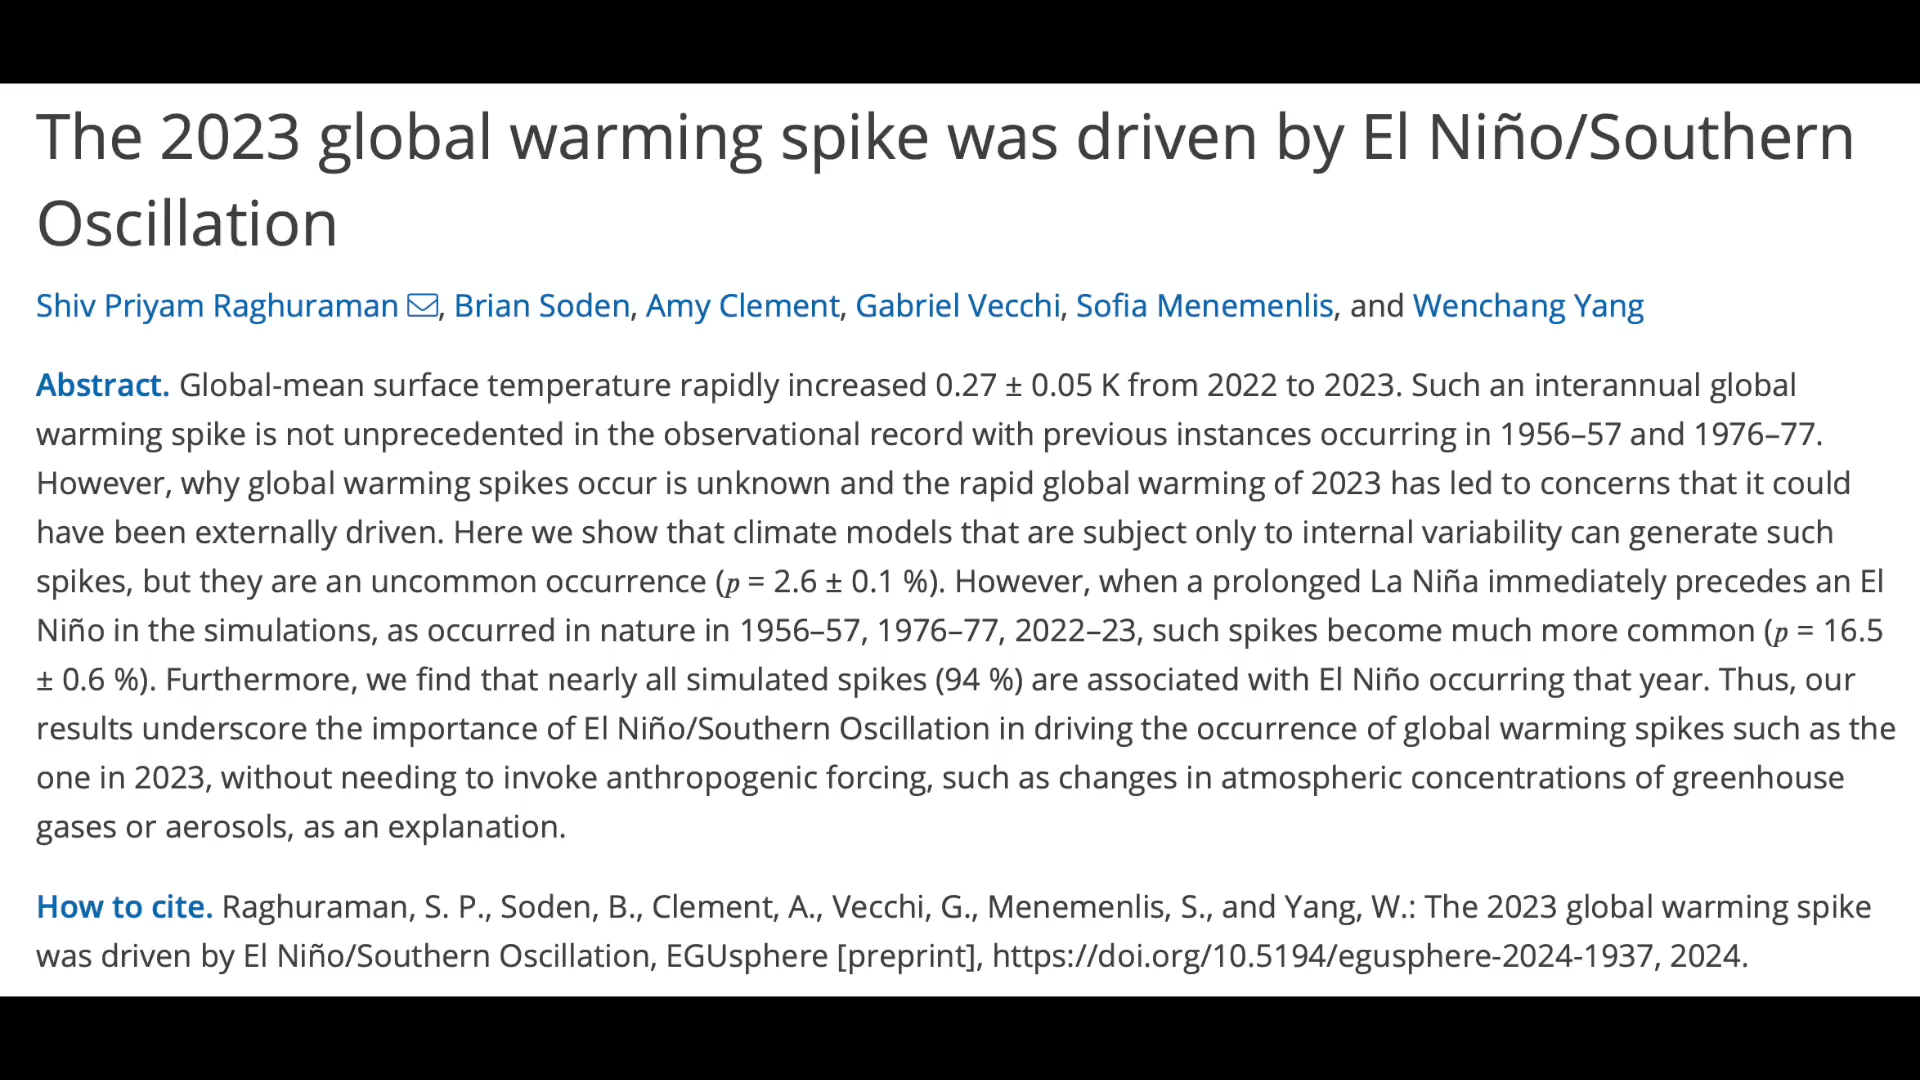 The 2023 global warming spike was driven by El Niño/Southern
Oscillation
Shiv Priyam Raghuraman, Brian Soden, Amy Clement, Gabriel Vecchi, Sofia Menemenlis, and Wenchang Yang
Abstract. Global-mean surface temperature rapidly increased 0.27 ± 0.05 K from 2022 to 2023. Such an interannual global
warming spike is not unprecedented in the observational record with previous instances occurring in 1956–57 and 1976–77.
However, why global warming spikes occur is unknown and the rapid global warming of 2023 has led to concerns that it could
have been externally driven. Here we show that climate models that are subject only to internal variability can generate such
spikes, but they are an uncommon occurrence (p = 2.6 ± 0.1 %). However, when a prolonged La Niña immediately precedes an El
Niño in the simulations, as occurred in nature in 1956–57, 1976–77, 2022–23, such spikes become much more common (p = 16.5
± 0.6 %). Furthermore, we find that nearly all simulated spikes (94 %) are associated with El Niño occurring that year. Thus, our
results underscore the importance of El Niño/Southern Oscillation in driving the occurrence of global warming spikes such as the
one in 2023, without needing to invoke anthropogenic forcing, such as changes in atmospheric concentrations of greenhouse
gases or aerosols, as an explanation.
How to cite. Raghuraman, S. P., Soden, B., Clement, A., Vecchi, G., Menemenlis, S., and Yang, W.: The 2023 global warming spike
was driven by El Niño/Southern Oscillation, EGUsphere [preprint], https://doi.org/10.5194/egusphere-2024-1937, 2024.